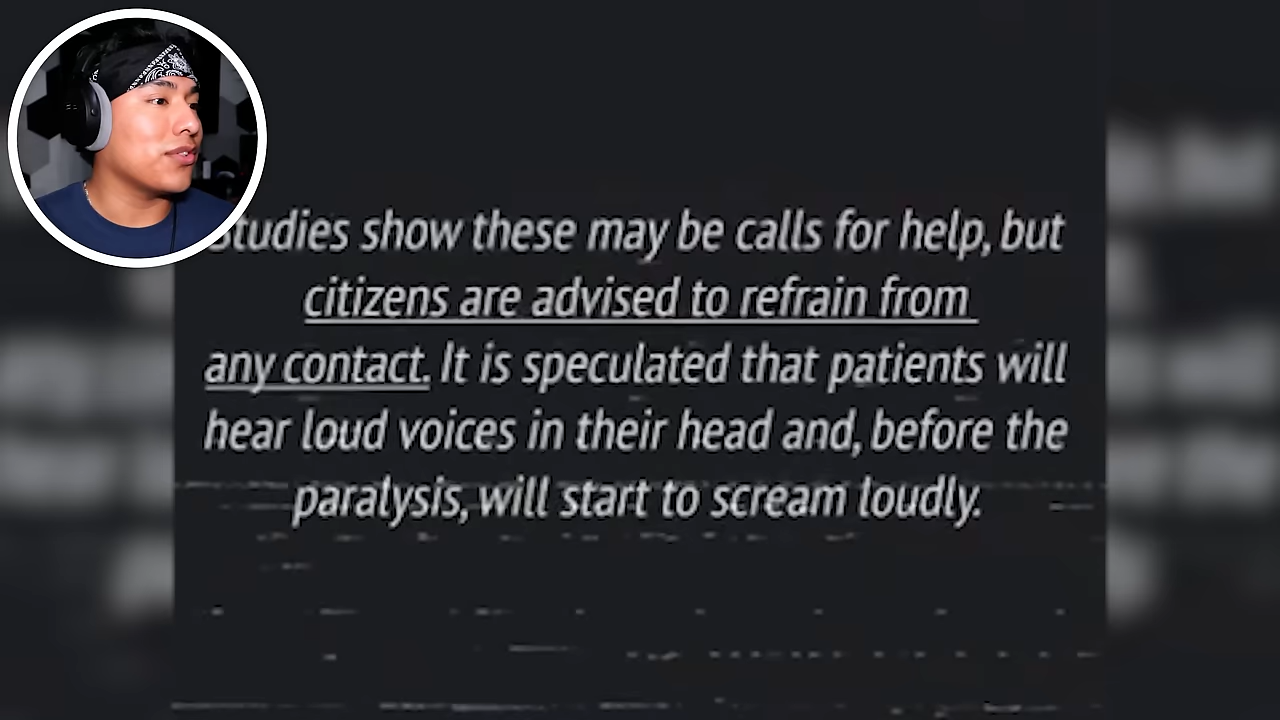 Studies show these may be calls for help, but
citizens are advised to refrain from
any contact. It is speculated that patients will
hear loud voices in their head and, before the
paralysis, will start to scream loudly.